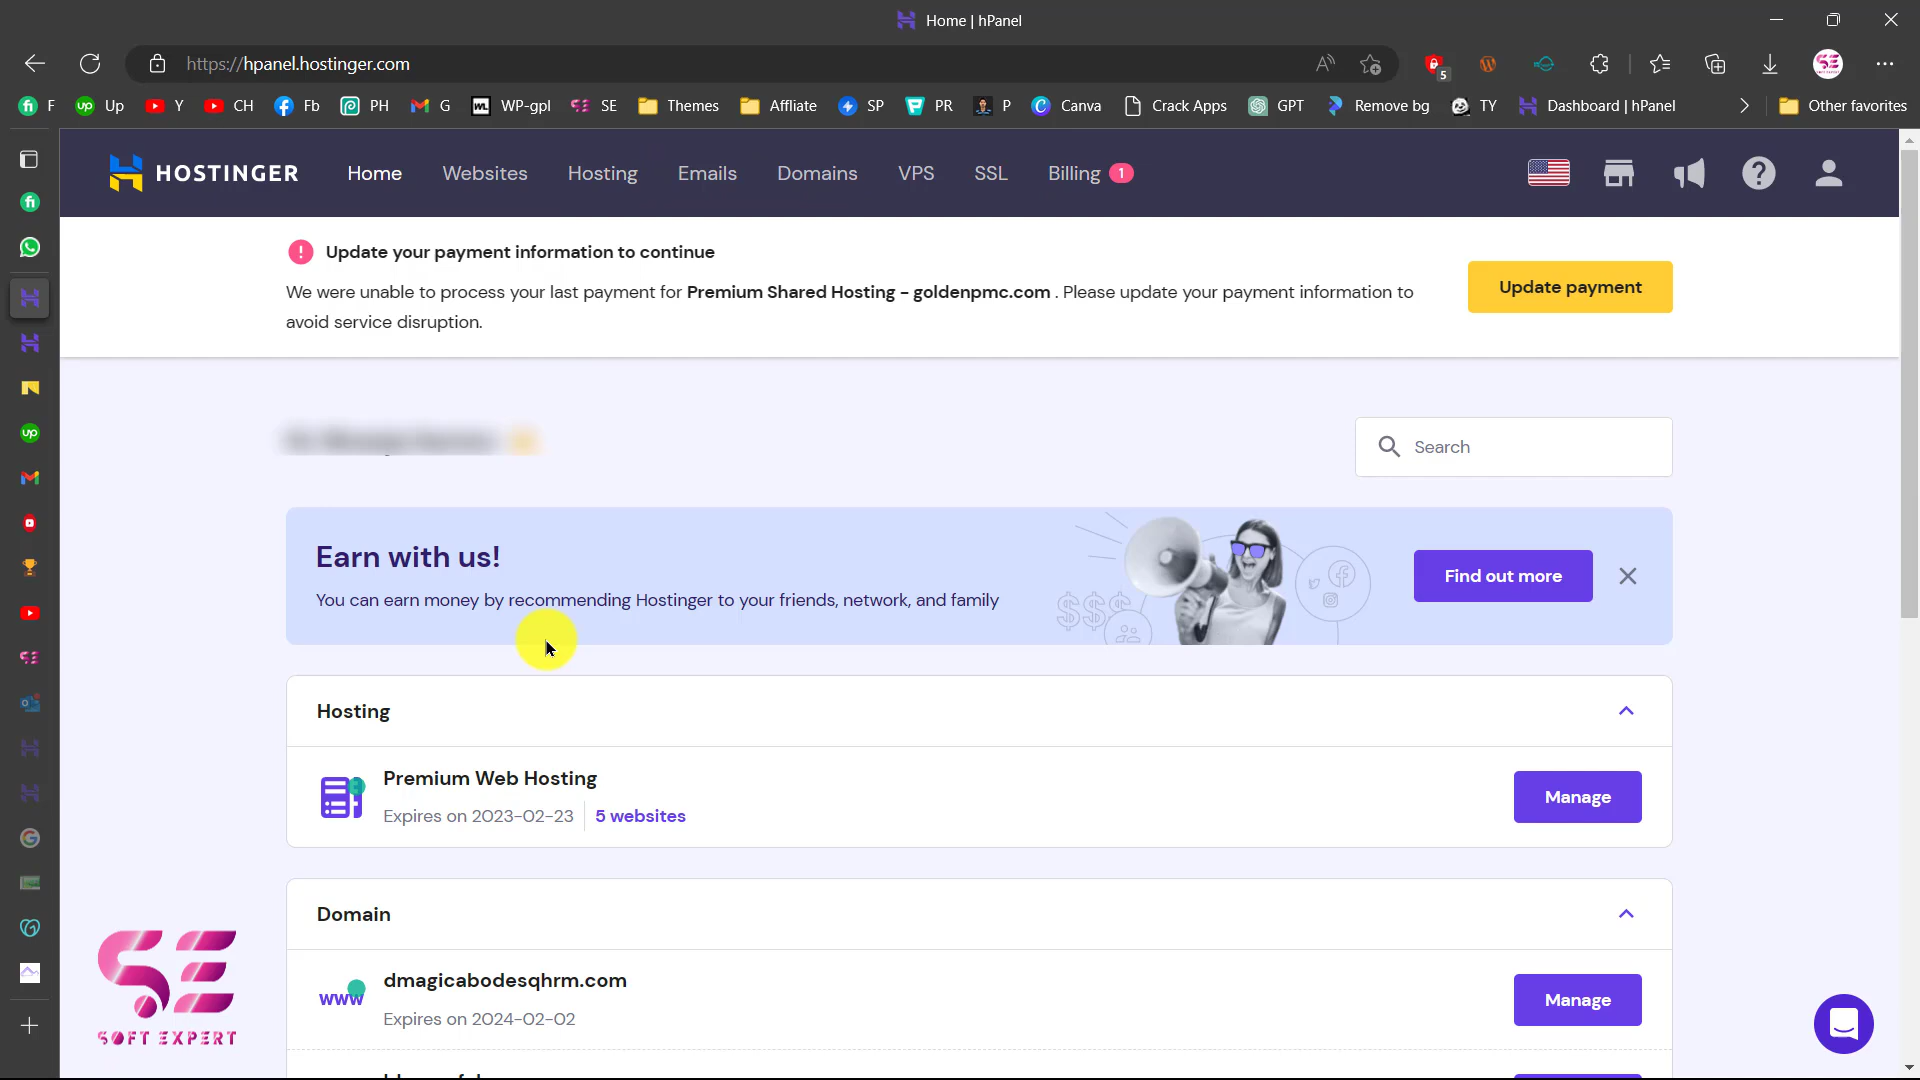 Home | hPanel
https://hpanel.hostinger.com
5
F Up Y CH Fb PH G WP-gpl SE Themes Affliate SP PR P Canva Crack Apps GPT Remove bg TY Dashboard | hPanel Other favorites
HOSTINGER Home Websites Hosting Emails Domains VPS SSL Billing 1
Update your payment information to continue
We were unable to process your last payment for Premium Shared Hosting - goldenpmc.com . Please update your payment information to
avoid service disruption.
Update payment
Search
Earn with us!
You can earn money by recommending Hostinger to your friends, network, and family
$$$
Find out more
Hosting
Premium Web Hosting
Expires on 2023-02-23 5 websites
Manage
Domain
www
dmagicabodesqhrm.com
Expires on 2024-02-02
Manage
SE
SOFT EXPERT